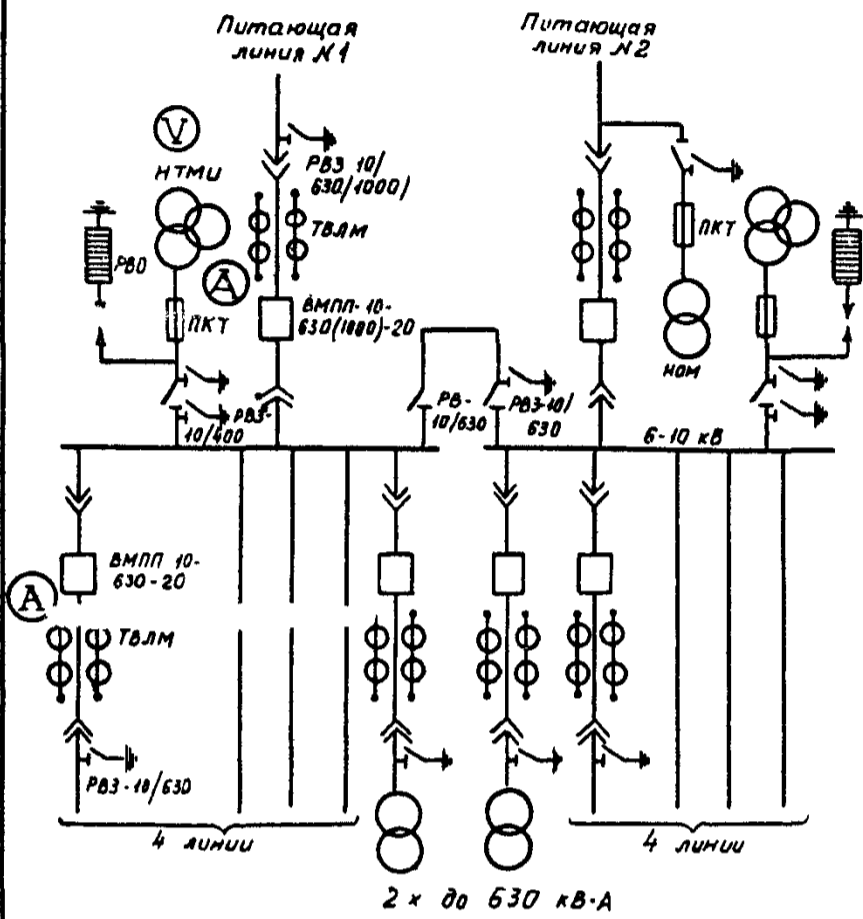 Питающая
линия №1
Питающая
линия №2
V
НТМИ
РВЗ 10/
630/1000/
ТВЛМ
РВО
A
ПКТ
ВМПП-10-
630(1000)-20
ПКТ
НОМ
РВЗ-
10/400
РВ-
10/630
РВЗ-10/
630
6-10 кВ
ВМПП 10-
630-20
A
ТВЛМ
РВЗ-10/630
4 линии
4 линии
2 х до 630 кВ·А